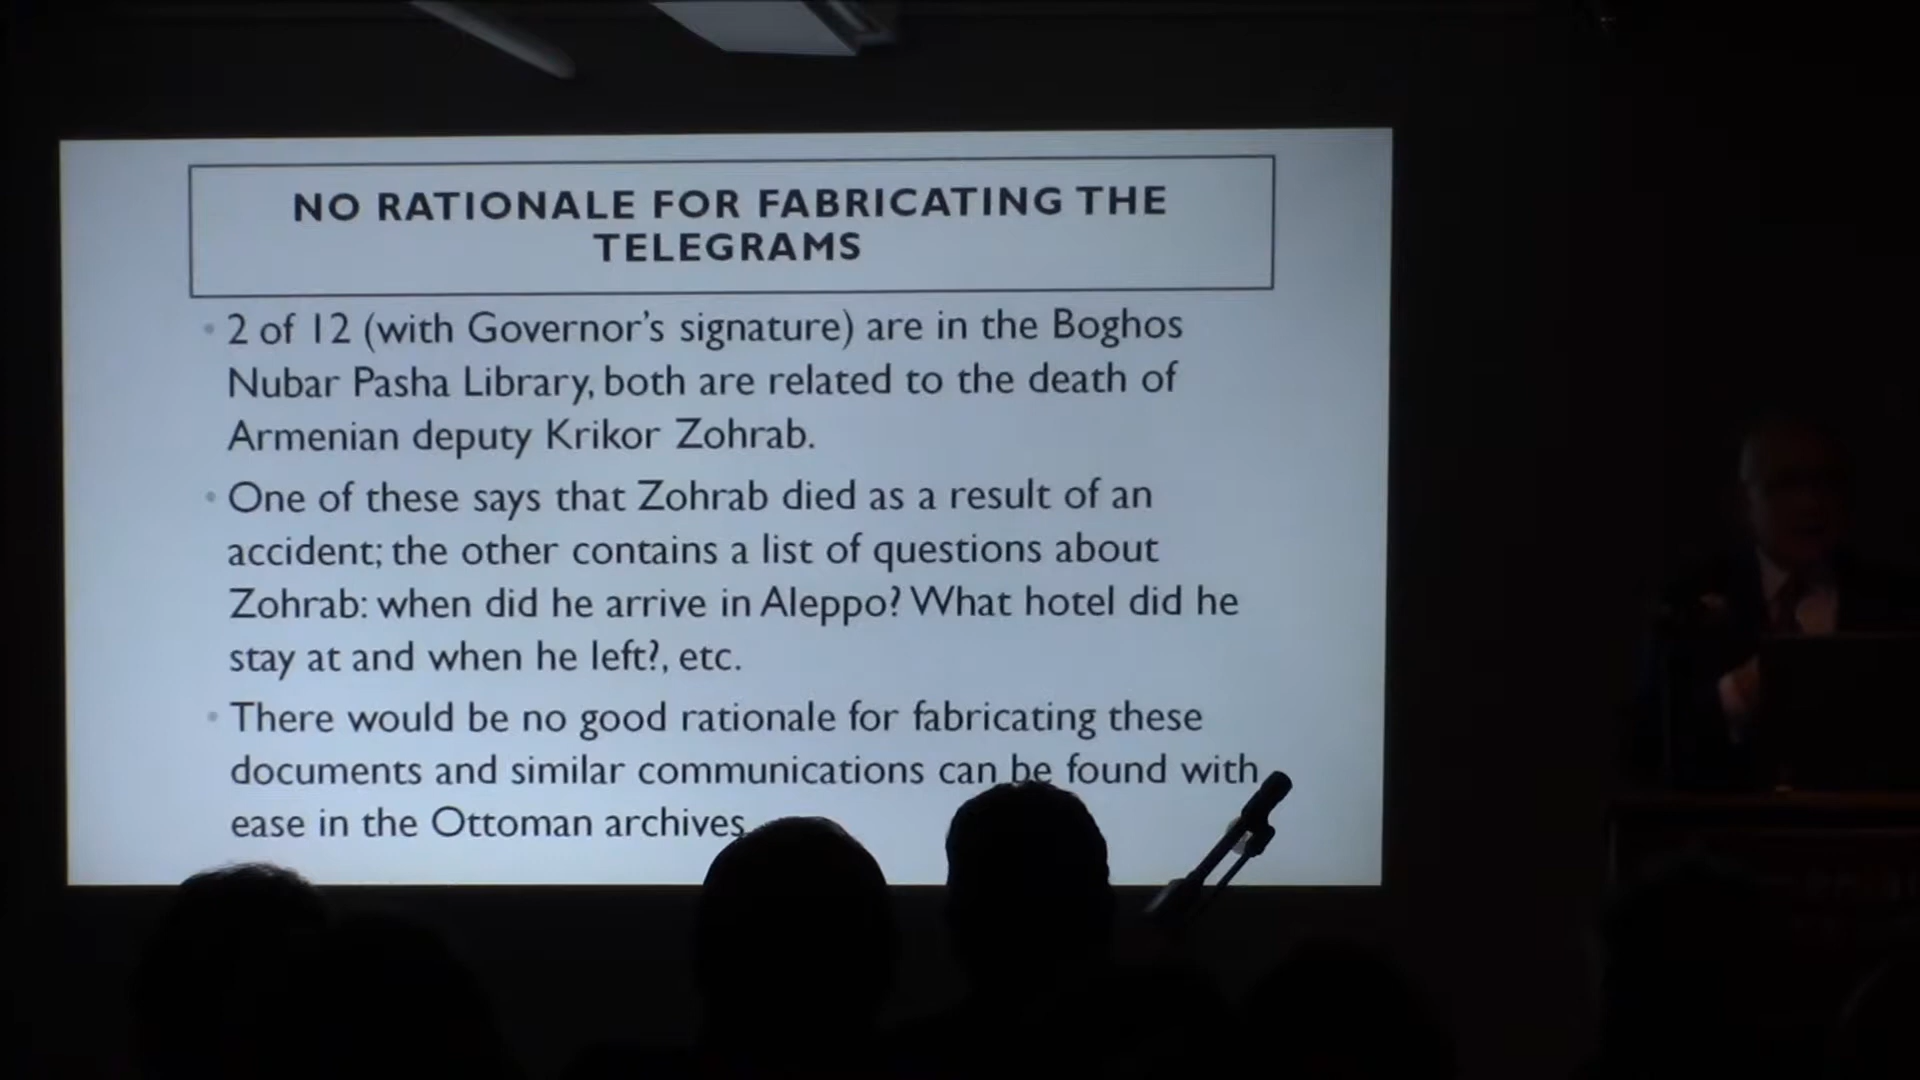 NO RATIONALE FOR FABRICATING THE
TELEGRAMS
• 2 of 12 (with Governor's signature) are in the Boghos
Nubar Pasha Library, both are related to the death of
Armenian deputy Krikor Zohrab.
• One of these says that Zohrab died as a result of an
accident; the other contains a list of questions about
Zohrab: when did he arrive in Aleppo? What hotel did he
stay at and when he left?, etc.
• There would be no good rationale for fabricating these
documents and similar communications can be found with
ease in the Ottoman archives.